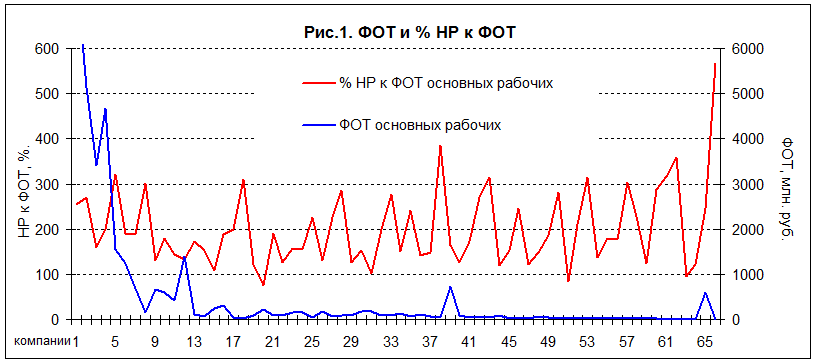 Рис.1. ФОТ и % НР к ФОТ
% НР к ФОТ основных рабочих
ФОТ основных рабочих
НР к ФОТ, %.
600
500
400
300
200
100
0
6000
5000
4000
3000
2000
1000
0
ФОТ, млн. руб.
компании 1 5 9 13 17 21 25 29 33 37 41 45 49 53 57 61 65